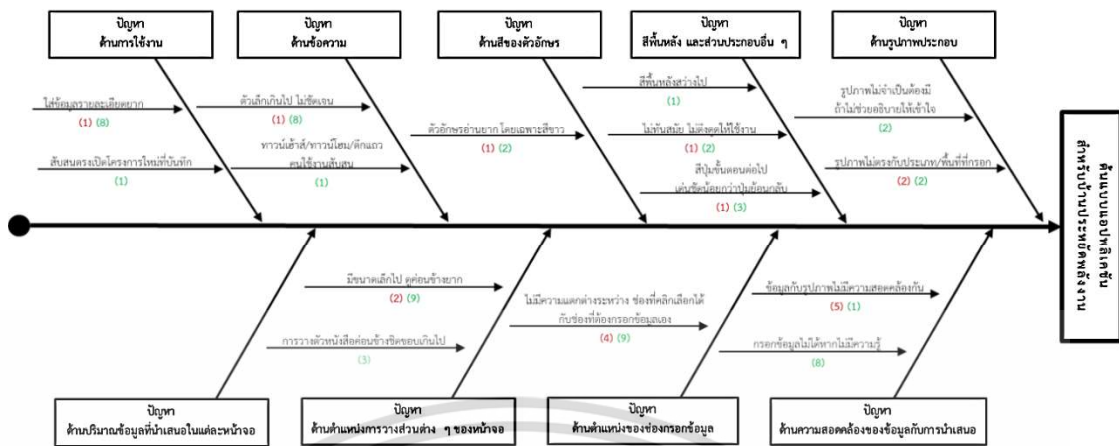 ปัญหา
ด้านการใช้งาน
ปัญหา
ด้านข้อความ
ปัญหา
ด้านสีของตัวอักษร
ปัญหา
สีพื้นหลัง และส่วนประกอบอื่น ๆ
ปัญหา
ด้านรูปภาพประกอบ
ใส่ข้อมูลรายละเอียดยาก
(1) (8)
สับสนตรงเปิดโครงการใหม่ที่บันทึก
(1)
ตัวเล็กเกินไป ไม่ชัดเจน
(1) (8)
ทาวน์เฮ้าส์/ทาวน์โฮม/ตึกแถว
คนใช้งานสับสน
(1)
ตัวอักษรอ่านยาก โดยเฉพาะสีขาว
(1) (2)
สีพื้นหลังสว่างไป
(1)
ไม่ทันสมัย ไม่ดึงดูดให้ใช้งาน
(1) (2)
สีปุ่มขั้นตอนต่อไป
เด่นชัดน้อยกว่าปุ่มย้อนกลับ
(1) (3)
รูปภาพไม่จำเป็นต้องมี
ถ้าไม่ช่วยอธิบายให้เข้าใจ
(2)
รูปภาพไม่ตรงกับประเภท/พื้นที่ที่กรอก
(2) (2)
ต้นแบบแอปพลิเคชัน
สำหรับบ้านประหยัดพลังงาน
มีขนาดเล็กไป ดูค่อนข้างยาก
(2) (9)
การวางตัวหนังสือค่อนข้างชิดขอบเกินไป
(3)
ไม่มีความแตกต่างระหว่าง ช่องที่คลิกเลือกได้
กับช่องที่ต้องกรอกข้อมูลเอง
(4) (9)
ข้อมูลกับรูปภาพไม่มีความสอดคล้องกัน
(5) (1)
กรอกข้อมูลไม่ได้หากไม่มีความรู้
(8)
ปัญหา
ด้านปริมาณข้อมูลที่นำเสนอในแต่ละหน้าจอ
ปัญหา
ด้านตำแหน่งการวางส่วนต่าง ๆ ของหน้าจอ
ปัญหา
ด้านตำแหน่งของช่องกรอกข้อมูล
ปัญหา
ด้านความสอดคล้องของข้อมูลกับการนำเสนอ